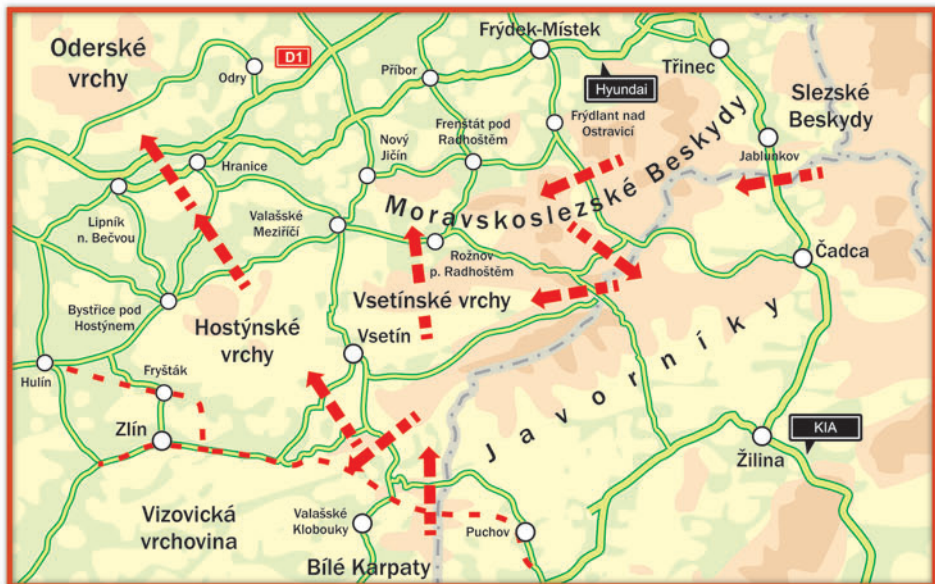 Oderské
vrchy
Odry
D1
Příbor
Frýdek-Místek
Hyundai
Třinec
Slezské
Beskydy
Frýdlant nad
Ostravicí
Jablunkov
Hranice
Nový
Jičín
Frenštát pod
Radhoštěm
Moravskoslezské Beskydy
Lipník
n. Bečvou
Valašské
Meziříčí
Rožnov
p. Radhoštěm
Čadca
Bystřice pod
Hostýnem
Hostýnské
vrchy
Vsetínské vrchy
Vsetín
Javorníky
Hulín
Fryšták
Zlín
KIA
Žilina
Vizovická
vrchovina
Valašské
Klobouky
Puchov
Bílé Karpaty